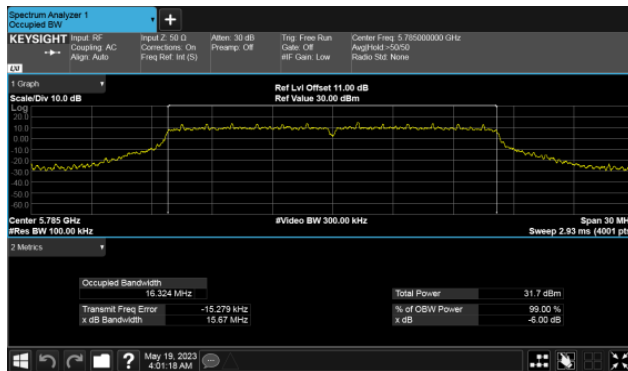 Spectrum Analyzer 1
Occupied BW
+
KEYSIGHT Input: RF Input Z: 50 Ω Atten: 30 dB Trig: Free Run Center Freq: 5.785000000 GHz
Coupling: AC Corrections: On Preamp: Off Gate: Off Avg|Hold:>50/50
Align: Auto Freq Ref: Int (S) #IF Gain: Low Radio Std: None
LXI
1 Graph Ref Lvl Offset 11.00 dB
Scale/Div 10.0 dB Ref Value 30.00 dBm
Log
20.0
10.0
0.00
-10.0
-20.0
-30.0
-40.0
-50.0
-60.0
Center 5.785 GHz #Video BW 300.00 kHz Span 30 MH
#Res BW 100.00 kHz Sweep 2.93 ms (4001 pt
2 Metrics
Occupied Bandwidth
16.324 MHz Total Power 31.7 dBm
Transmit Freq Error -15.279 kHz % of OBW Power 99.00 %
x dB Bandwidth 15.67 MHz x dB -6.00 dB
? May 19, 2023
4:01:18 AM